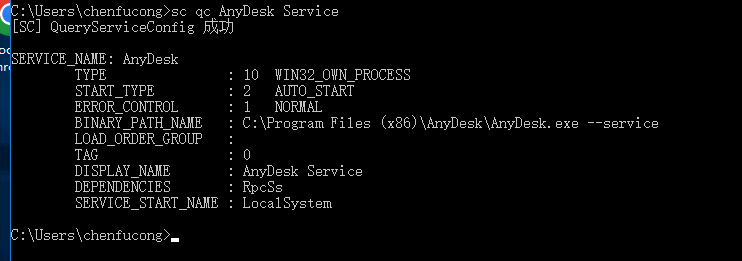 C:\Users\chenfucong>sc qc AnyDesk Service
[SC] QueryServiceConfig 成功
SERVICE_NAME: AnyDesk
TYPE : 10 WIN32_OWN_PROCESS
START_TYPE : 2 AUTO_START
ERROR_CONTROL : 1 NORMAL
BINARY_PATH_NAME : C:\Program Files (x86)\AnyDesk\AnyDesk.exe --service
LOAD_ORDER_GROUP :
TAG : 0
DISPLAY_NAME : AnyDesk Service
DEPENDENCIES : RpcSs
SERVICE_START_NAME : LocalSystem
C:\Users\chenfucong>